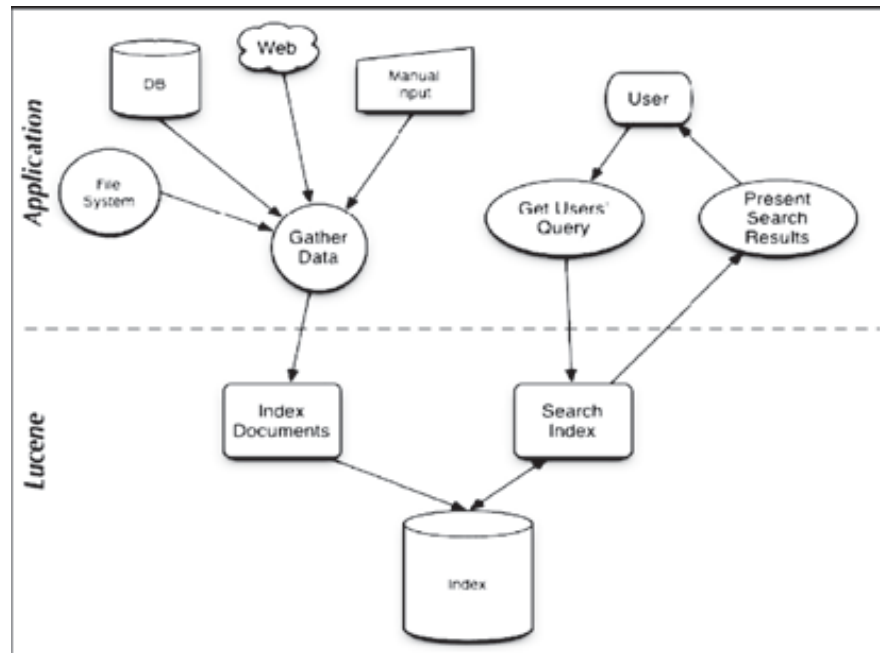 Application
DB
Web
Manual
nput
File
System
Gather
Data
User
Get Users'
Query
Present
Search
Results
Lucene
Index
Documents
Search
Index
Index